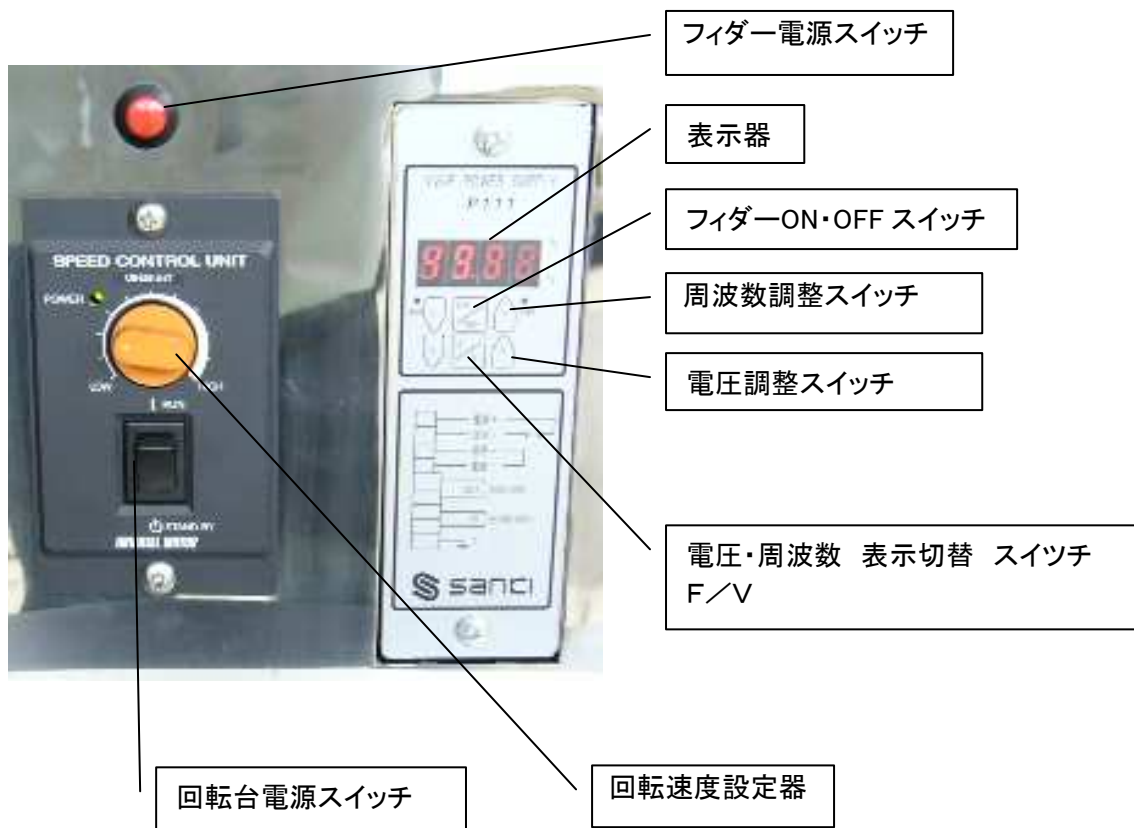 フィダー電源スイッチ
表示器
フィダーON・OFF スイッチ
周波数調整スイッチ
電圧調整スイッチ
電圧・周波数　表示切替　スイツチ
F／V
回転台電源スイッチ
回転速度設定器
SPEED CONTROL UNIT
POWER
LOW
HIGH
RUN
STAND BY
P111
sanci